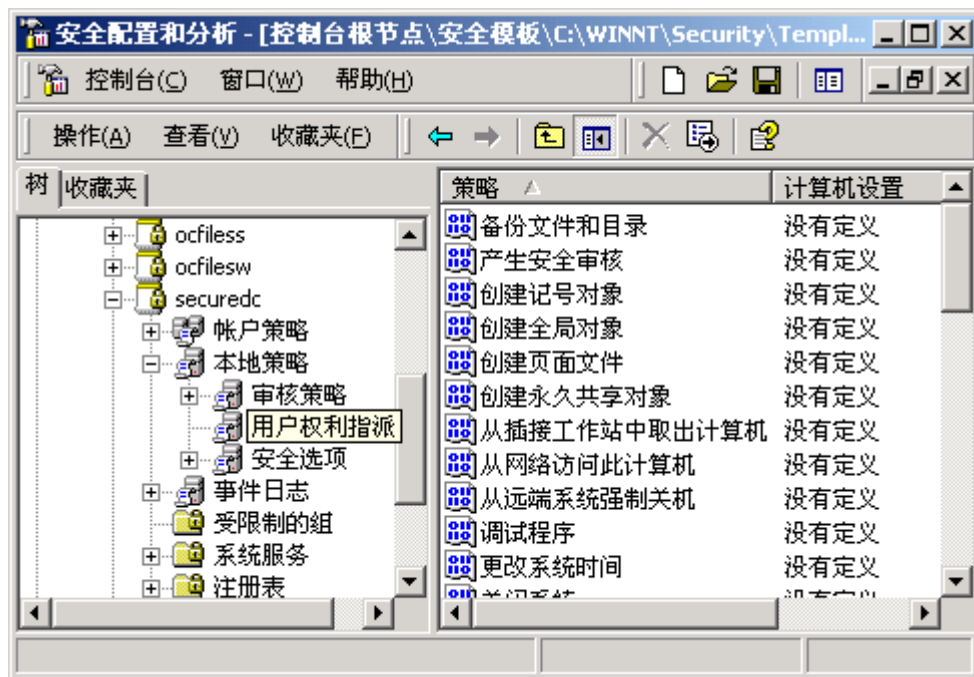 安全配置和分析 - [控制台根节点\安全模板\C:\WINNT\Security\Templ...
控制台(C) 窗口(W) 帮助(H)
操作(A) 查看(V) 收藏夹(F)
树 收藏夹
策略 计算机设置
ocfiless
ocfilesw
securedc
帐户策略
本地策略
审核策略
用户权利指派
安全选项
事件日志
受限制的组
系统服务
注册表
备份文件和目录 没有定义
产生安全审核 没有定义
创建记号对象 没有定义
创建全局对象 没有定义
创建页面文件 没有定义
创建永久共享对象 没有定义
从插接工作站中取出计算机 没有定义
从网络访问此计算机 没有定义
从远端系统强制关机 没有定义
调试程序 没有定义
更改系统时间 没有定义